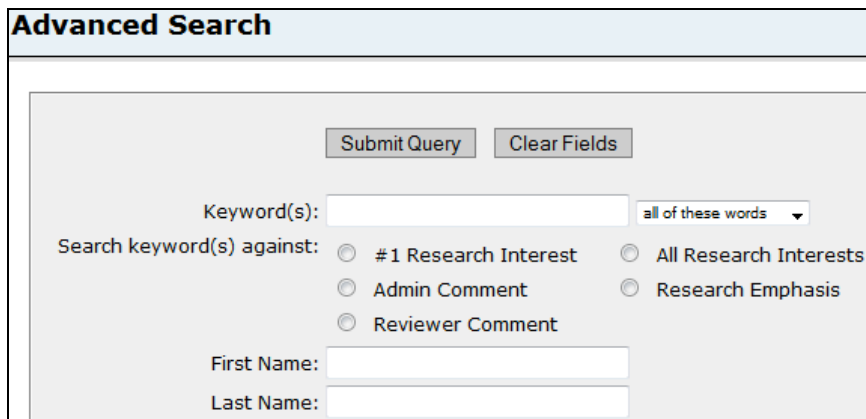 Advanced Search
Submit Query Clear Fields
Keyword(s): all of these words
Search keyword(s) against: #1 Research Interest All Research Interests
Admin Comment Research Emphasis
Reviewer Comment
First Name:
Last Name: